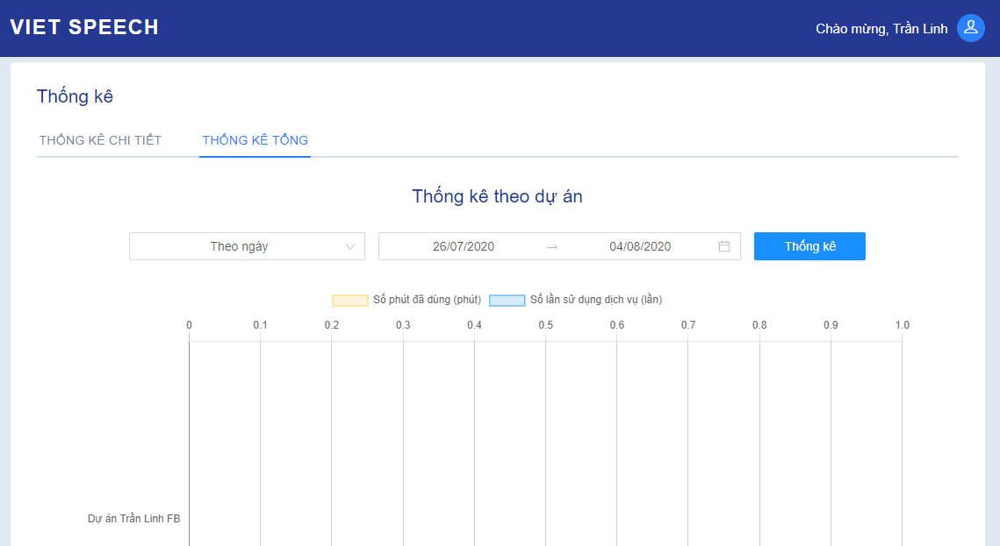 VIET SPEECH
Chào mừng, Trần Linh
Thống kê
THỐNG KÊ CHI TIẾT THỐNG KÊ TỔNG
Thống kê theo dự án
Theo ngày 26/07/2020 04/08/2020 Thống kê
Số phút đã dùng (phút) Số lần sử dụng dịch vụ (lần)
0 0.1 0.2 0.3 0.4 0.5 0.6 0.7 0.8 0.9 1.0
Dự án Trần Linh FB